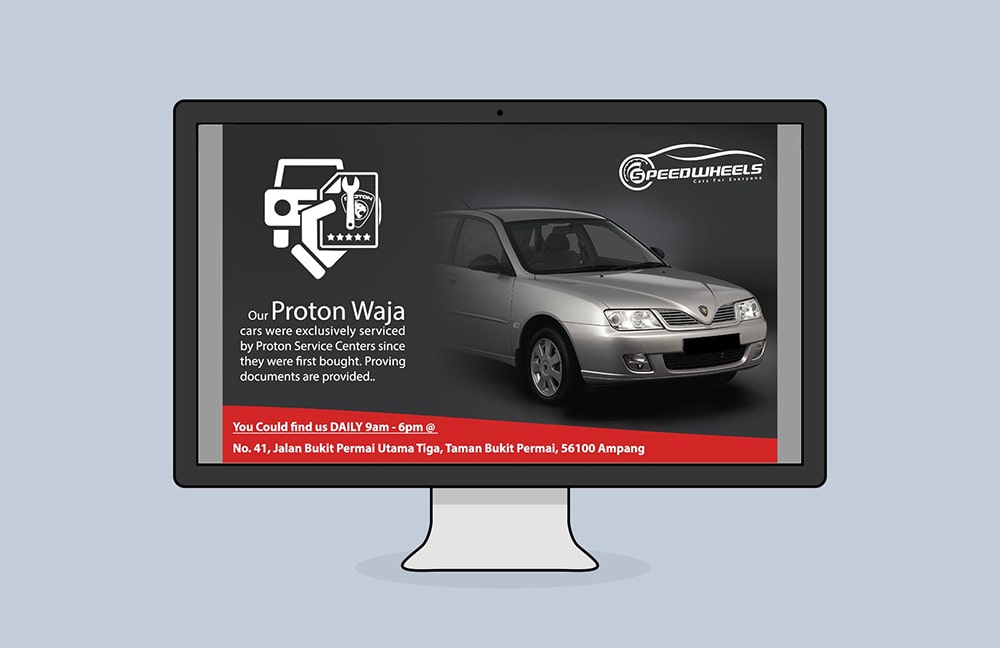 SPEEDWHEELS
Cars For Everyone
PROTON
Our Proton Waja
cars were exclusively serviced
by Proton Service Centers since
they were first bought. Proving
documents are provided..
You Could find us DAILY 9am - 6pm @
No. 41, Jalan Bukit Permai Utama Tiga, Taman Bukit Permai, 56100 Ampang